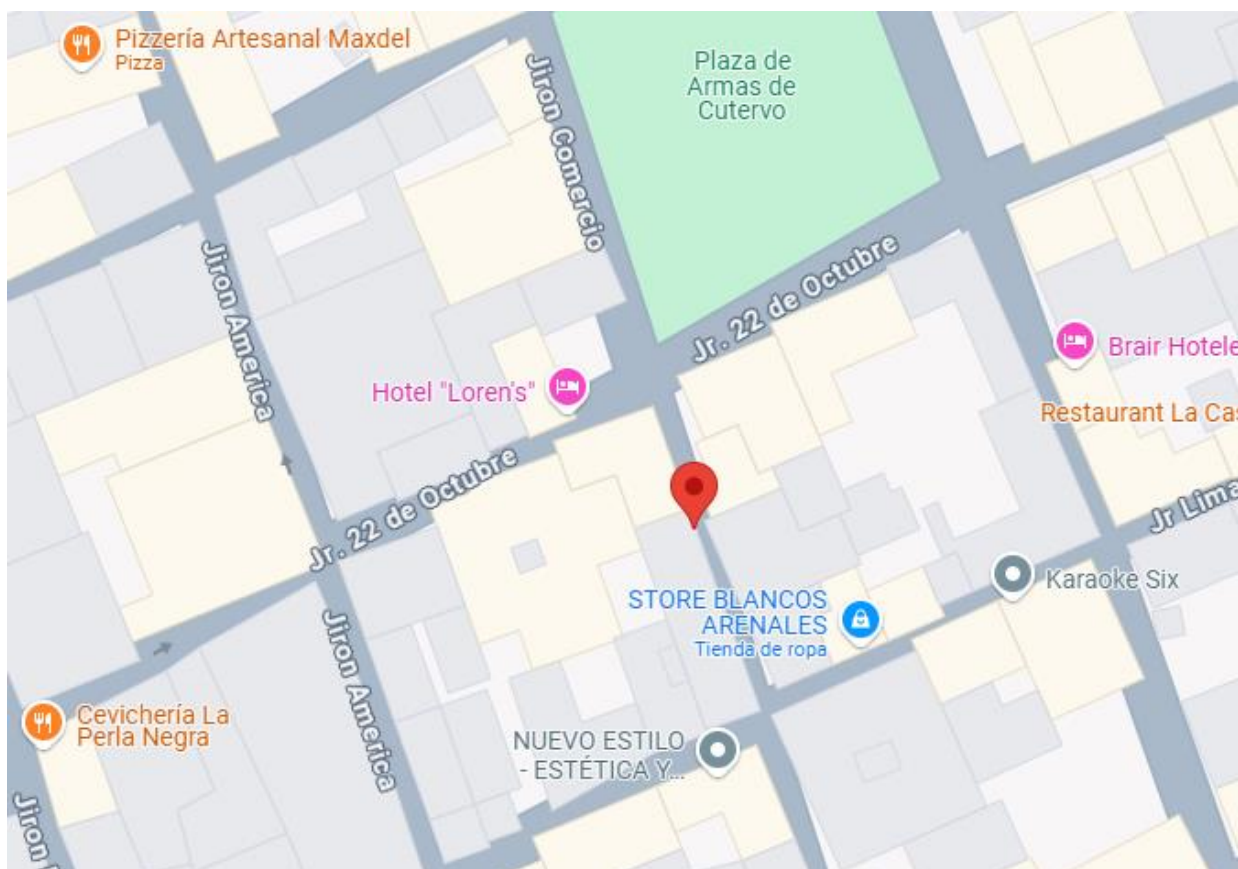 Pizzería Artesanal Maxdel
Pizza
Jiron Comercio
Plaza de
Armas de
Cutervo
Jiron America
Jr. 22 de Octubre
Brair Hotele
Hotel "Loren's"
Restaurant La Cas
Jr. 22 de Octubre
Jr Lima
Karaoke Six
STORE BLANCOS
ARENALES
Tienda de ropa
Jiron America
Cevichería La
Perla Negra
NUEVO ESTILO
- ESTÉTICA Y...
Jiron